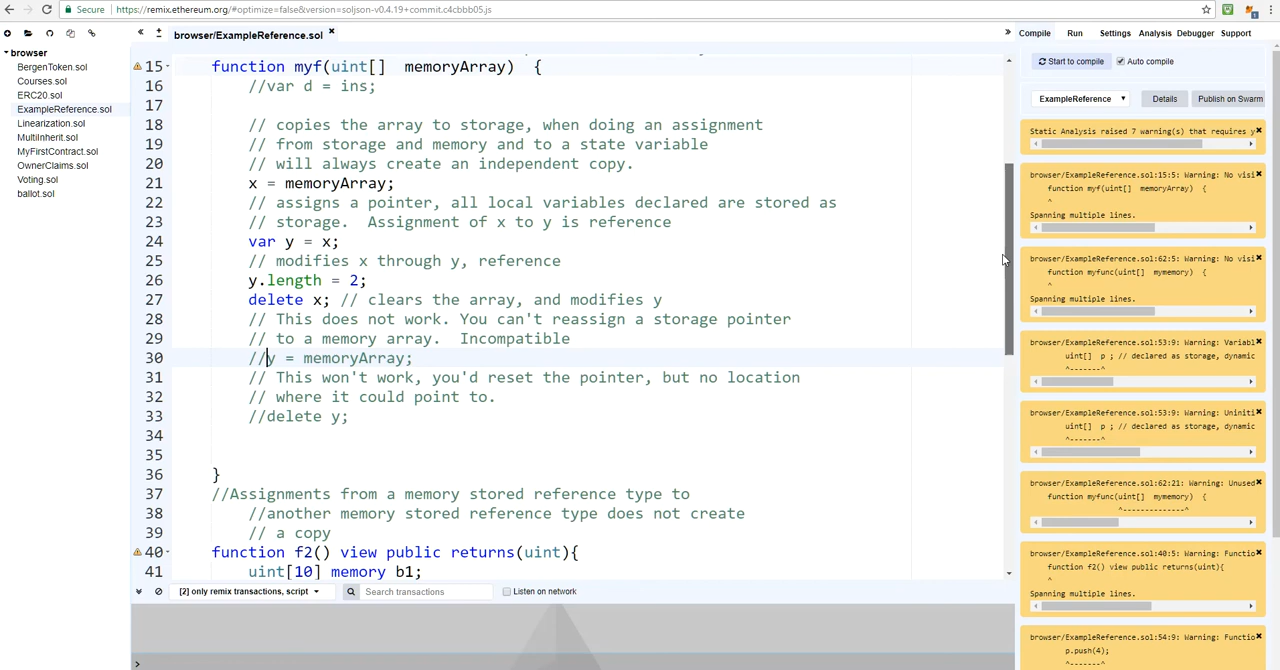 Secure
https://remix.ethereum.org/#optimize=false&version=soljson-v0.4.19+commit.c4cbbb05.js
browser/ExampleReference.sol
Compile Run Settings Analysis Debugger Support
browser
BergenToken.sol
Courses.sol
ERC20.sol
ExampleReference.sol
Linearization.sol
MultiInherit.sol
MyFirstContract.sol
OwnerClaims.sol
Voting.sol
ballot.sol
15 function myf(uint[]  memoryArray)  {
16 //var d = ins;
17
18 // copies the array to storage, when doing an assignment
19 // from storage and memory and to a state variable
20 // will always create an independent copy.
21 x = memoryArray;
22 // assigns a pointer, all local variables declared are stored as
23 // storage.  Assignment of x to y is reference
24 var y = x;
25 // modifies x through y, reference
26 y.length = 2;
27 delete x; // clears the array, and modifies y
28 // This does not work. You can't reassign a storage pointer
29 // to a memory array.  Incompatible
30 //y = memoryArray;
31 // This won't work, you'd reset the pointer, but no location
32 // where it could point to.
33 //delete y;
34
35
36 }
37 //Assignments from a memory stored reference type to
38 //another memory stored reference type does not create
39 // a copy
40 function f2() view public returns(uint){
41 uint[10] memory b1;
[2] only remix transactions, script
Search transactions
Listen on network
Start to compile
Auto compile
ExampleReference
Details
Publish on Swarm
Static Analysis raised 7 warning(s) that requires y
browser/ExampleReference.sol:15:5: Warning: No visi
function myf(uint[]  memoryArray)  {
^
Spanning multiple lines.
browser/ExampleReference.sol:62:5: Warning: No visi
function myfunc(uint[]  mymemory)  {
^
Spanning multiple lines.
browser/ExampleReference.sol:53:9: Warning: Variabl
uint[]  p ; // declared as storage, dynamic
^-------^
browser/ExampleReference.sol:53:9: Warning: Uniniti
uint[]  p ; // declared as storage, dynamic
^-------^
browser/ExampleReference.sol:62:21: Warning: Unused
function myfunc(uint[]  mymemory)  {
^--------------^
browser/ExampleReference.sol:40:5: Warning: Functio
function f2() view public returns(uint){
^
Spanning multiple lines.
browser/ExampleReference.sol:54:9: Warning: Functio
p.push(4);
^-------^